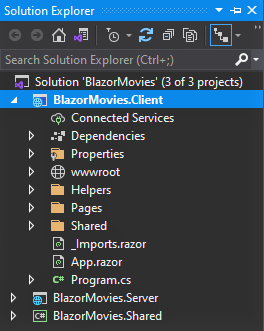 Solution Explorer
Search Solution Explorer (Ctrl+;)
Solution 'BlazorMovies' (3 of 3 projects)
BlazorMovies.Client
Connected Services
Dependencies
Properties
wwwroot
Helpers
Pages
Shared
_Imports.razor
App.razor
C# Program.cs
BlazorMovies.Server
C# BlazorMovies.Shared